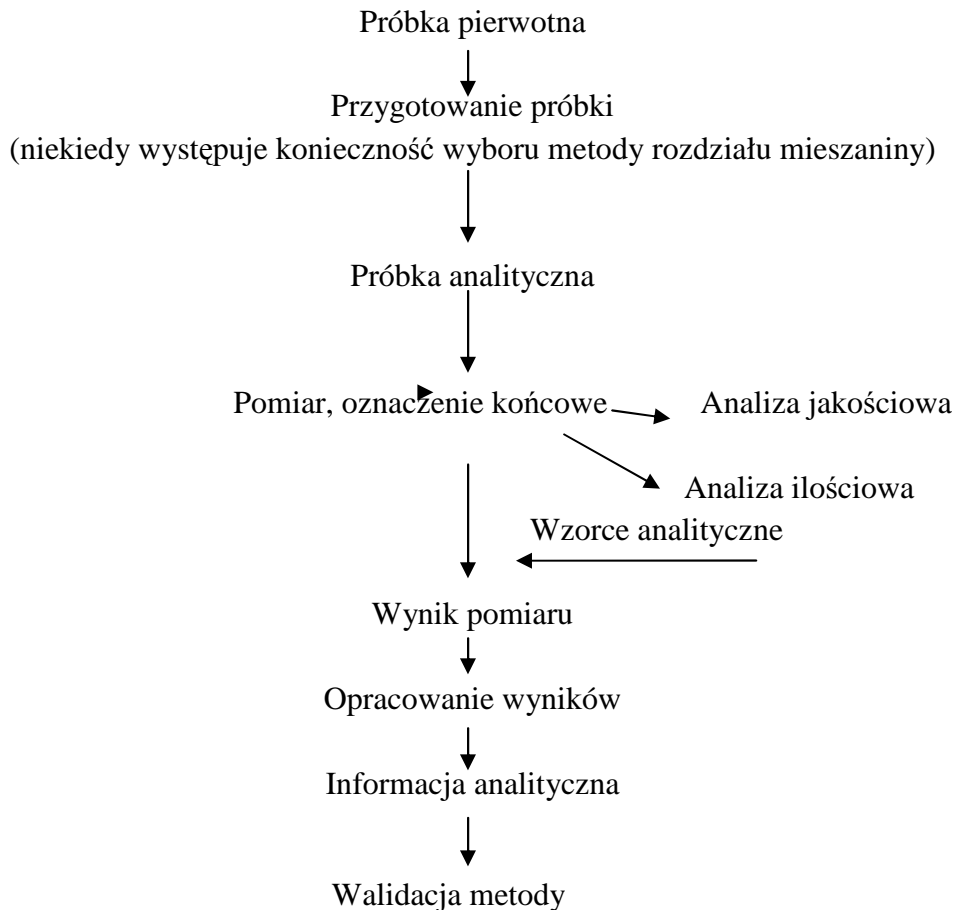 Próbka pierwotna
Przygotowanie próbki
(niekiedy występuje konieczność wyboru metody rozdziału mieszaniny)
Próbka analityczna
Pomiar, oznaczenie końcowe
Analiza jakościowa
Analiza ilościowa
Wzorce analityczne
Wynik pomiaru
Opracowanie wyników
Informacja analityczna
Walidacja metody